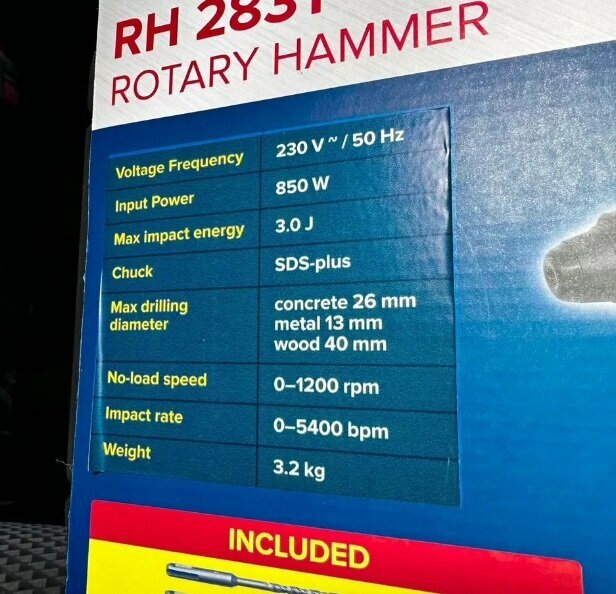 RH 2831
ROTARY HAMMER
Voltage Frequency 230 V ~ / 50 Hz
Input Power 850 W
Max impact energy 3.0 J
Chuck SDS-plus
Max drilling diameter concrete 26 mm
metal 13 mm
wood 40 mm
No-load speed 0–1200 rpm
Impact rate 0–5400 bpm
Weight 3.2 kg
INCLUDED